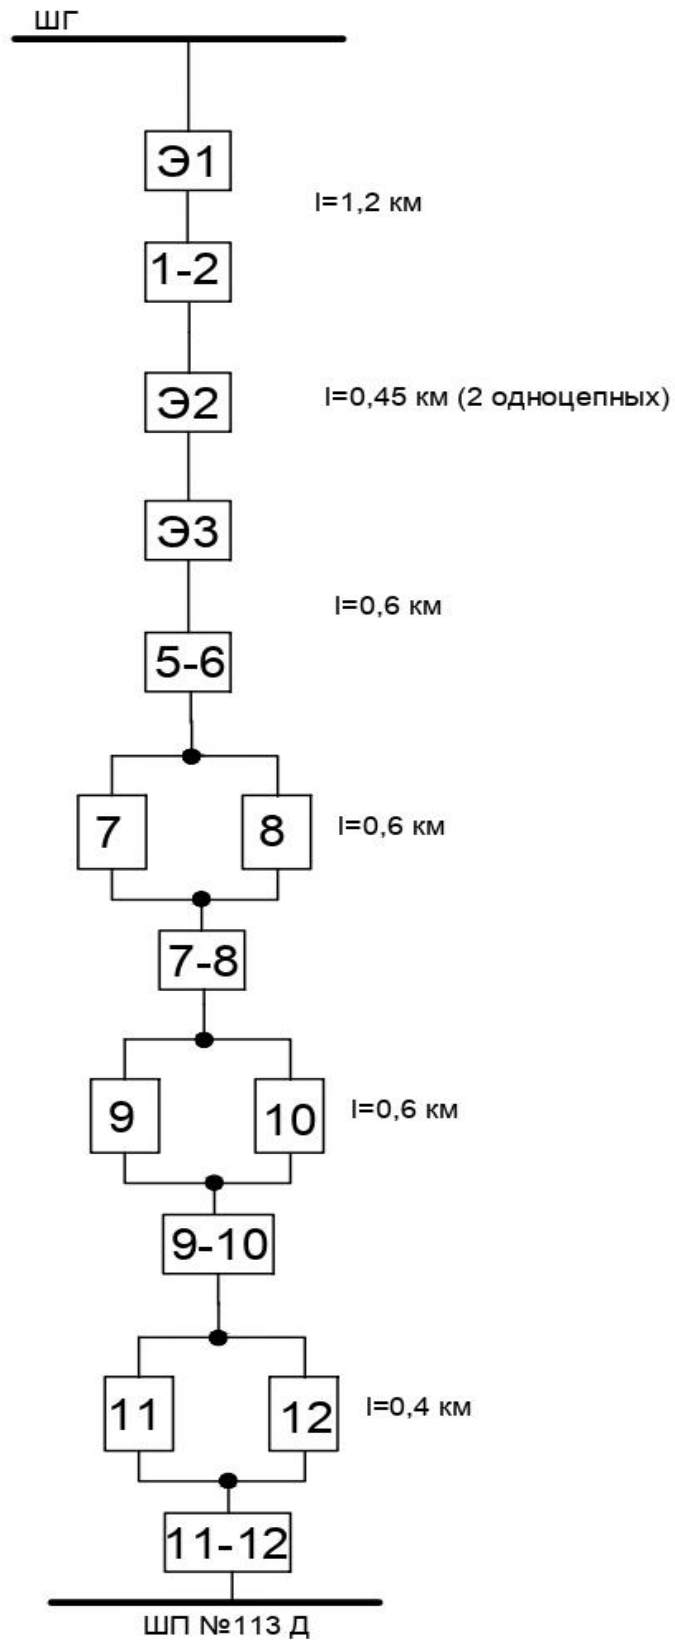 ШГ
Э1
l=1,2 км
1-2
Э2
l=0,45 км (2 одноцепных)
Э3
l=0,6 км
5-6
7
8
l=0,6 км
7-8
9
10
l=0,6 км
9-10
11
12
l=0,4 км
11-12
ШП №113 Д